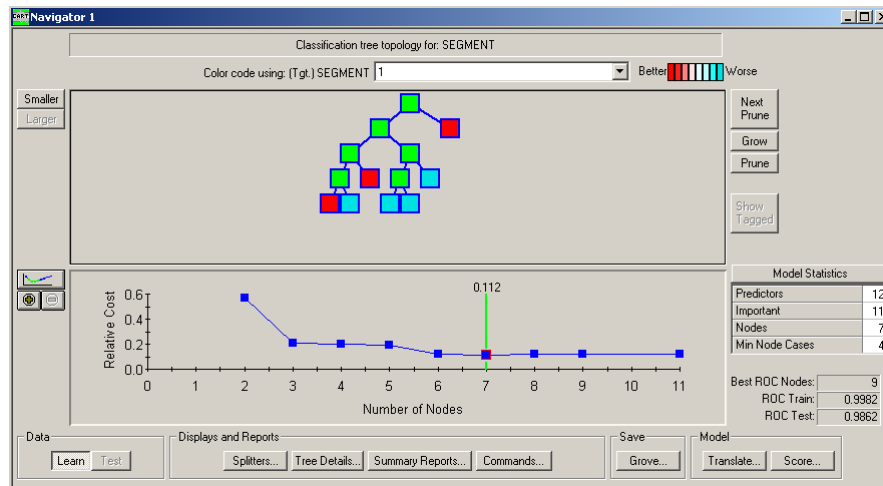 CART Navigator 1
Classification tree topology for: SEGMENT
Color code using: (Tgt.) SEGMENT 1 Better Worse
Smaller
Larger
Next Prune
Grow
Prune
Show Tagged
0.112
Relative Cost
0.6
0.4
0.2
0.0
0 1 2 3 4 5 6 7 8 9 10 11
Number of Nodes
Model Statistics
Predictors 12
Important 11
Nodes 7
Min Node Cases 4
Best ROC Nodes: 9
ROC Train: 0.9982
ROC Test: 0.9862
Data Displays and Reports Save Model
Learn Test Splitters... Tree Details... Summary Reports... Commands... Grove... Translate... Score...